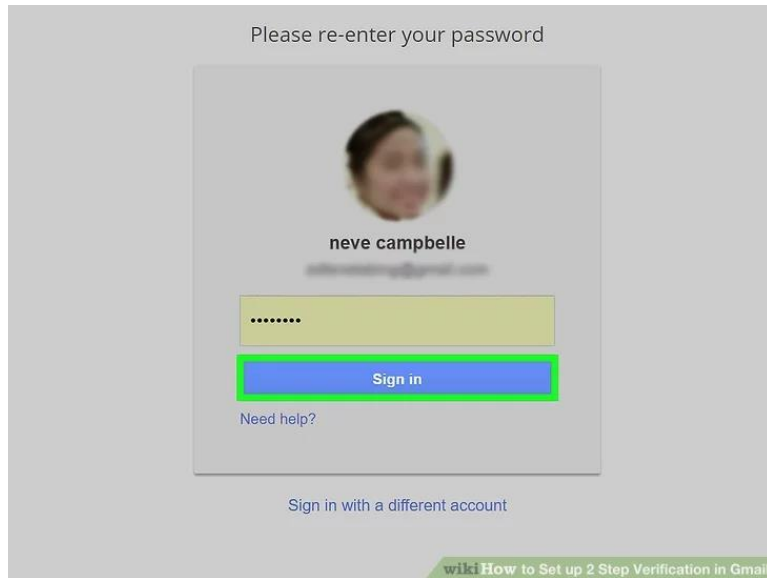 Please re-enter your password
neve campbelle
••••••••
Sign in
Need help?
Sign in with a different account
wikiHow to Set up 2 Step Verification in Gmail